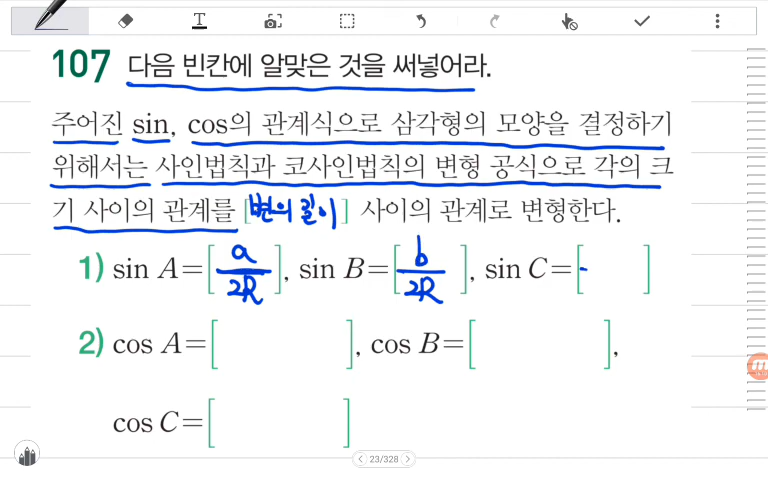 107 다음 빈칸에 알맞은 것을 써넣어라.
주어진 sin, cos의 관계식으로 삼각형의 모양을 결정하기
위해서는 사인법칙과 코사인법칙의 변형 공식으로 각의 크
기 사이의 관계를 [변의 길이] 사이의 관계로 변형한다.
1) sin A=[a/2R], sin B=[b/2R], sin C=[- ]
2) cos A=[ ], cos B=[ ],
cos C=[ ]
23/328